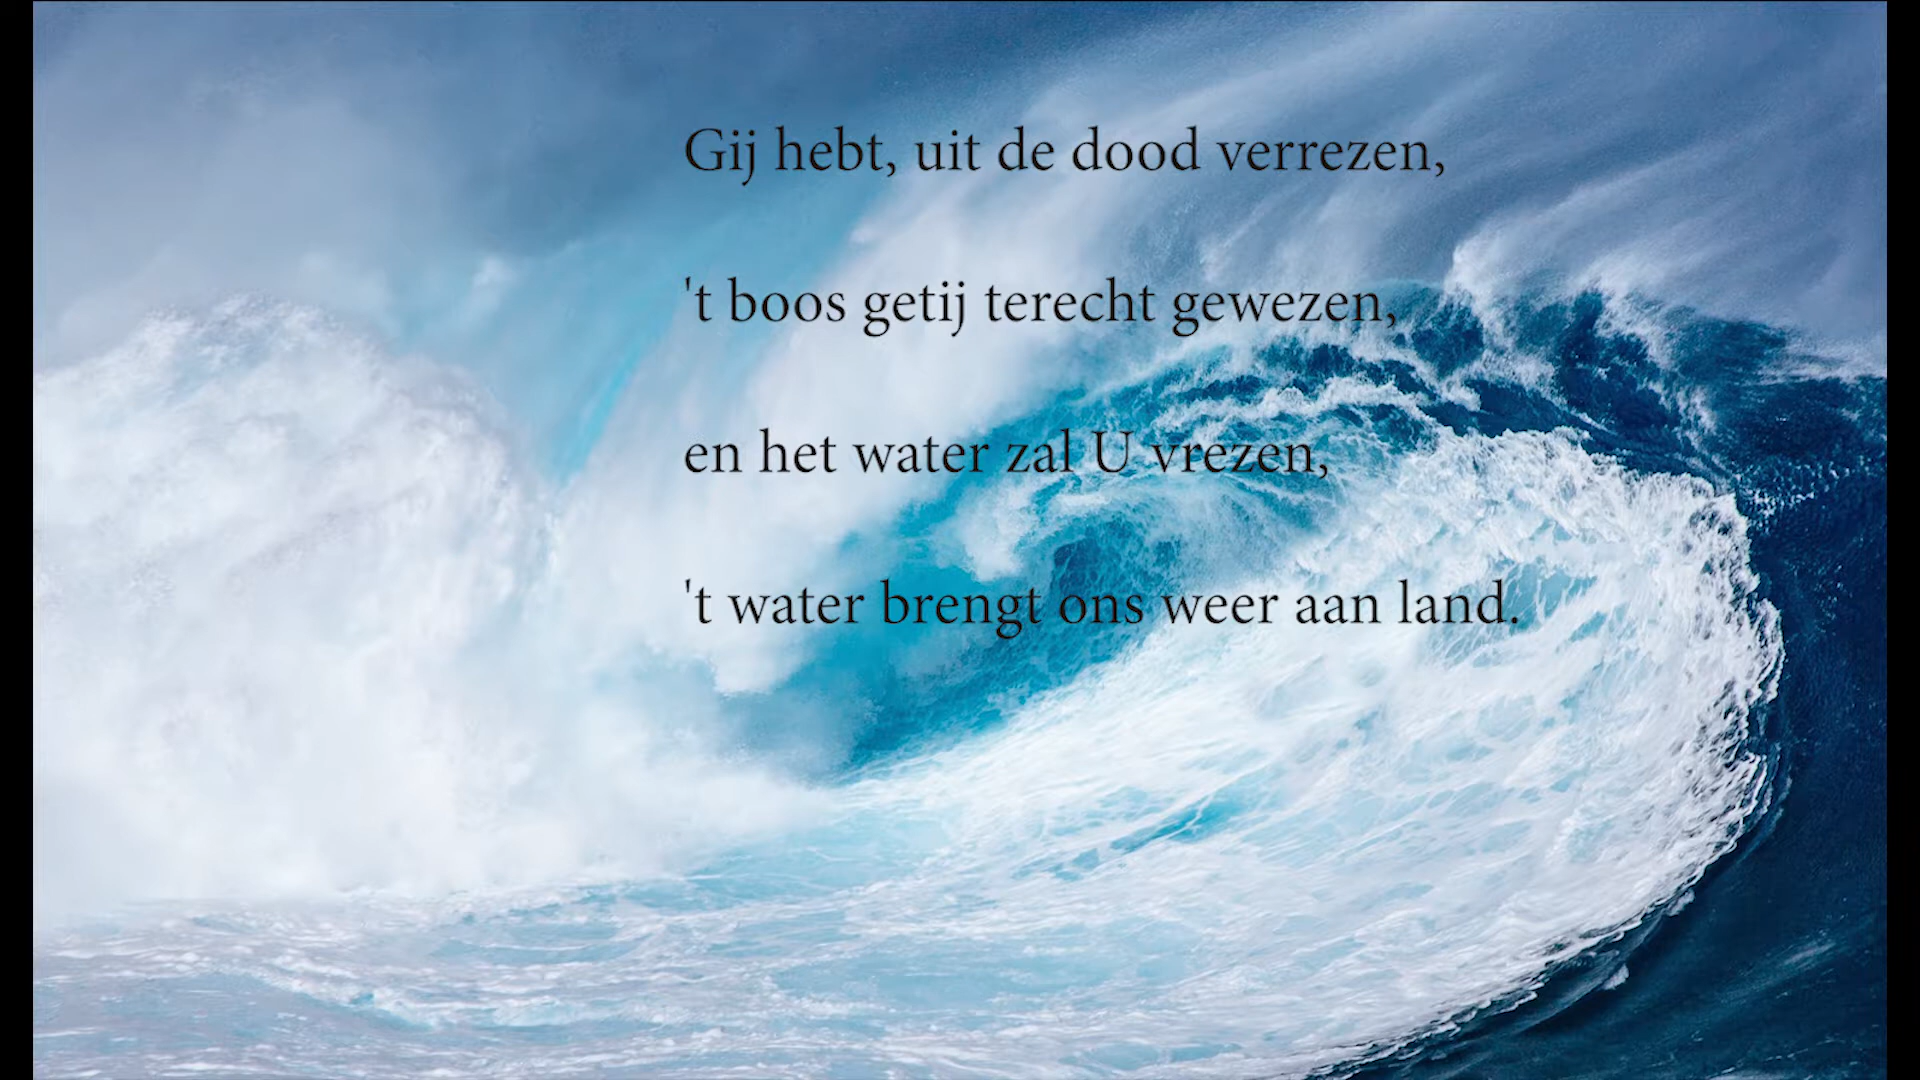 Gij hebt, uit de dood verrezen,
't boos getij terecht gewezen,
en het water zal U vrezen,
't water brengt ons weer aan land.